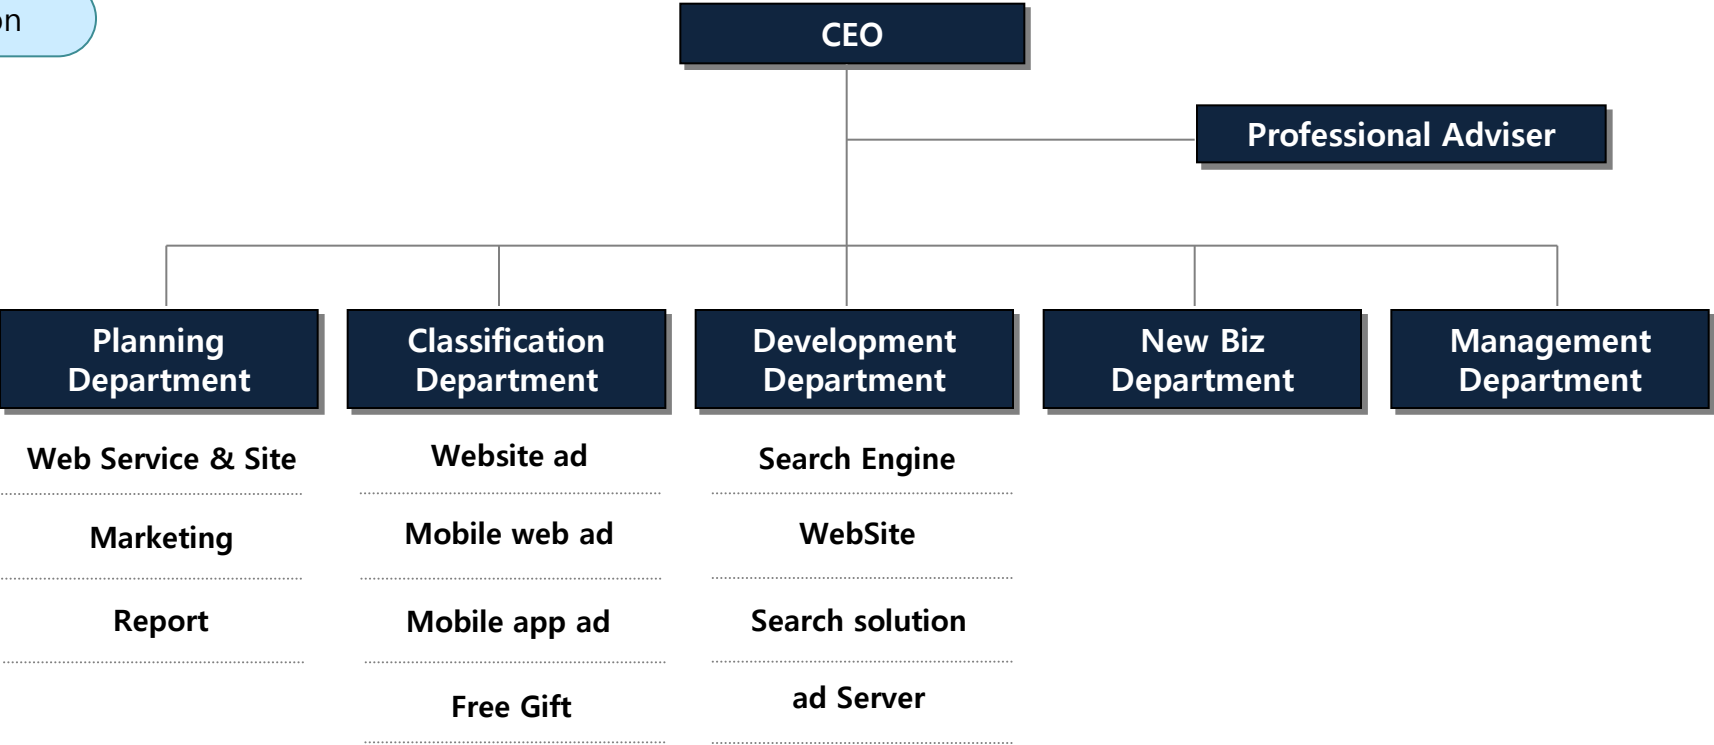 on
CEO
Professional Adviser
Planning
Department
Classification
Department
Development
Department
New Biz
Department
Management
Department
Web Service & Site
Marketing
Report
Website ad
Mobile web ad
Mobile app ad
Free Gift
Search Engine
WebSite
Search solution
ad Server